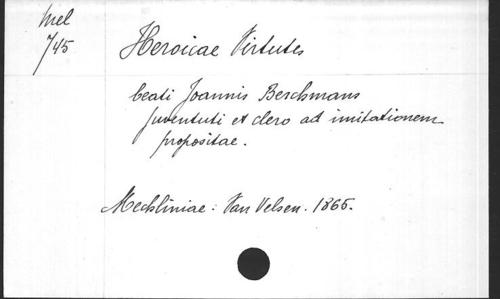 Mel
745
Heroicae Virtutes
beati Joannis Berchmans
juventuti et clero ad imitationem
propositae.
Mechliniae: Van Velsen. 1865.